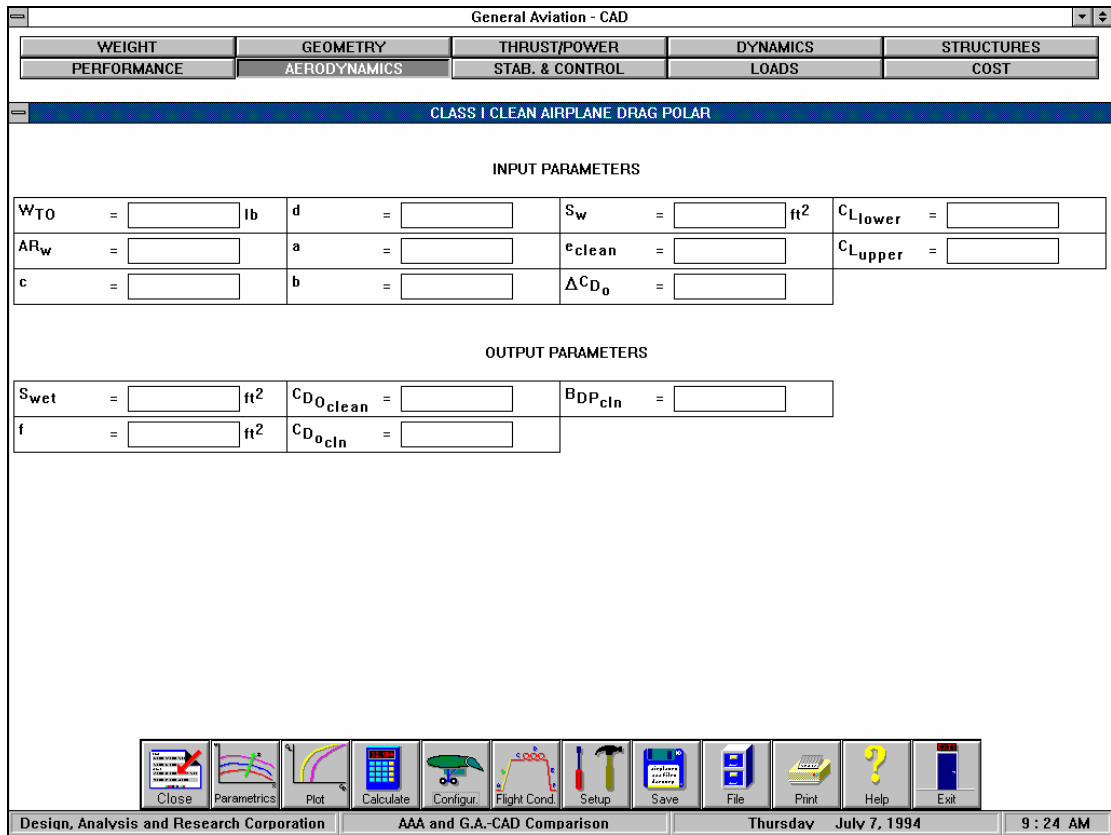 General Aviation - CAD
WEIGHT GEOMETRY THRUST/POWER DYNAMICS STRUCTURES
PERFORMANCE AERODYNAMICS STAB. & CONTROL LOADS COST
CLASS I CLEAN AIRPLANE DRAG POLAR
INPUT PARAMETERS
WTO = lb d = Sw = ft2 CLlower =
ARw = a = eclean = CLupper =
c = b = ΔCDo =
OUTPUT PARAMETERS
Swet = ft2 CDOclean = BDPcln =
f = ft2 CDocln =
EXIT
Close Parametrics Plot Calculate Configur. Flight Cond. Setup Save File Print Help Exit
Design, Analysis and Research Corporation AAA and G.A.-CAD Comparison Thursday July 7, 1994 9 : 24 AM